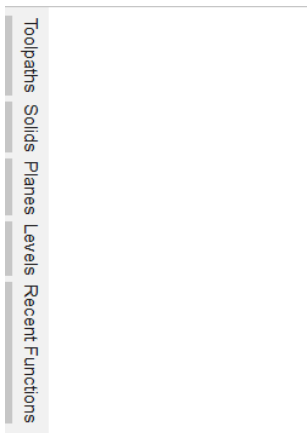 Toolpaths
Solids
Planes
Levels
Recent Functions